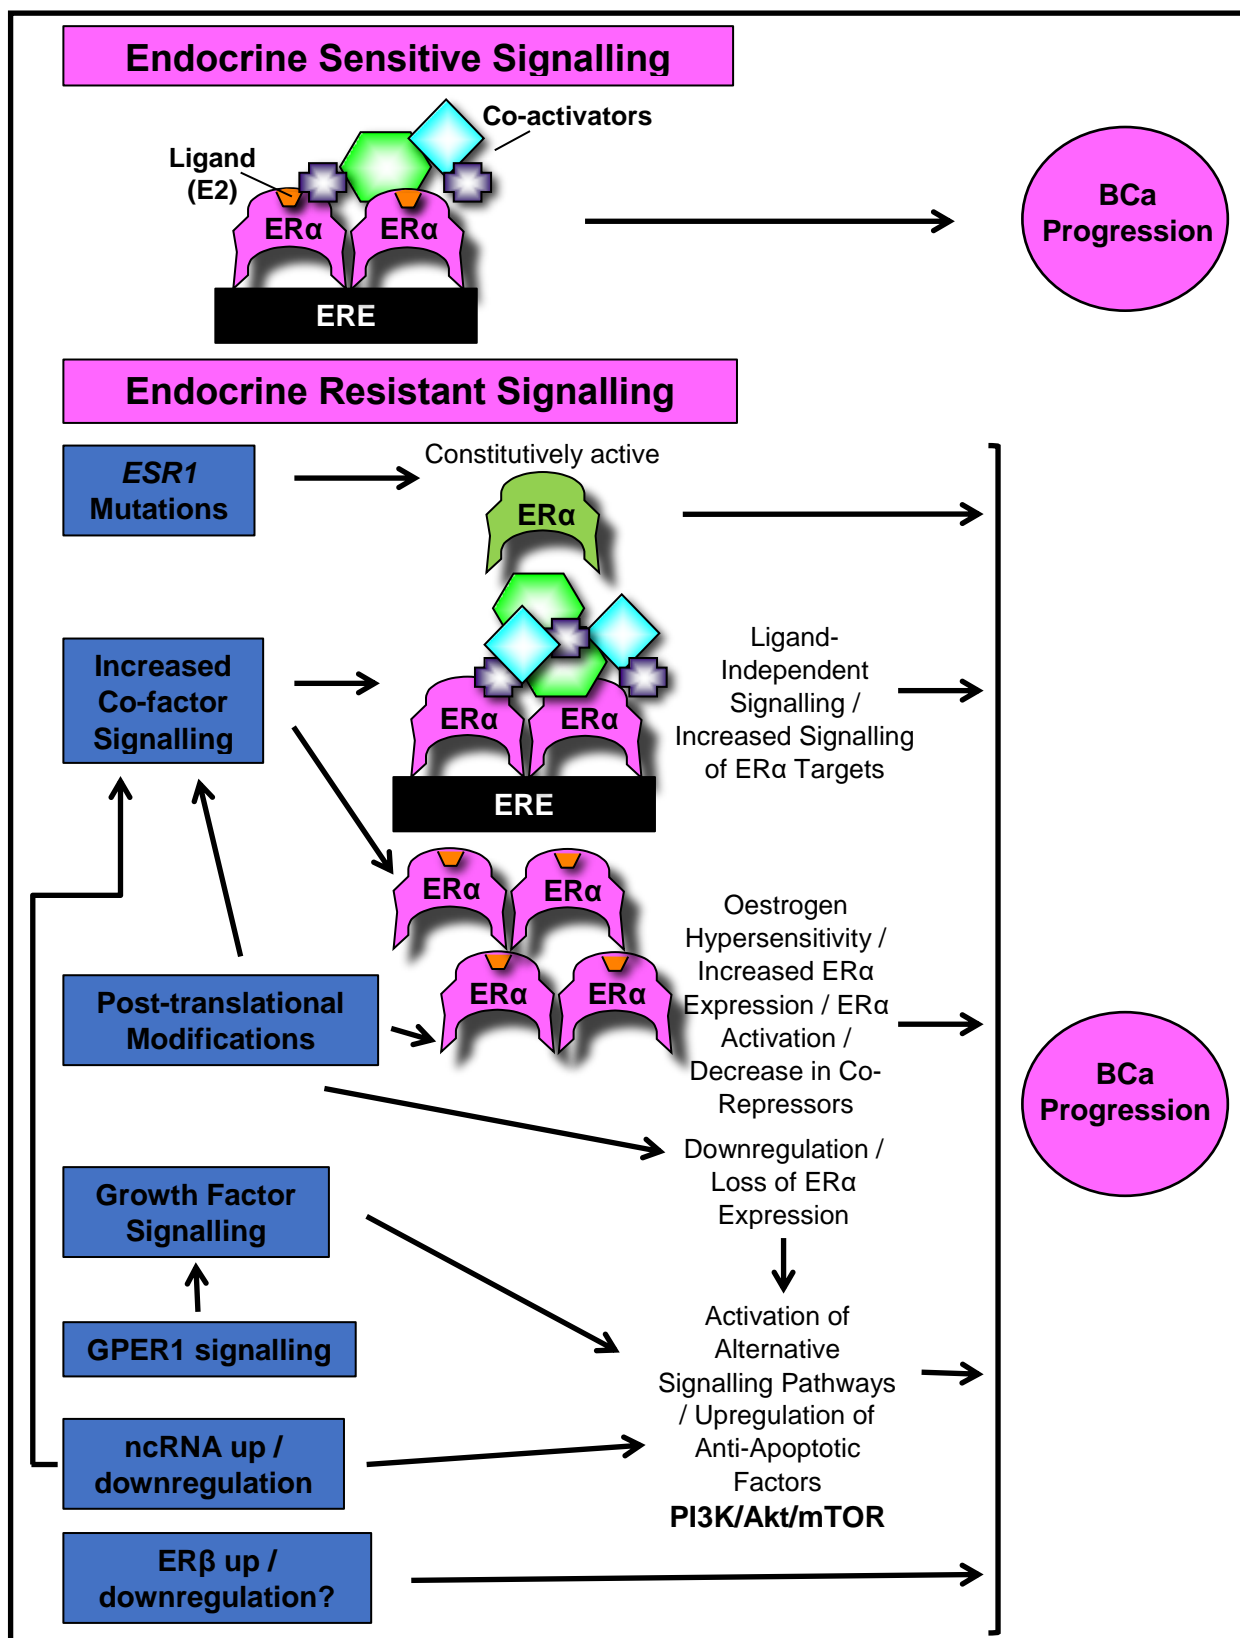 Endocrine Sensitive Signalling
Co-activators
Ligand
(E2)
ERα
ERα
ERE
BCa
Progression
Endocrine Resistant Signalling
ESR1
Mutations
Constitutively active
ERα
Increased
Co-factor
Signalling
ERα
ERα
ERE
Ligand-
Independent
Signalling /
Increased Signalling
of ERα Targets
ERα
ERα
ERα
ERα
Post-translational
Modifications
Oestrogen
Hypersensitivity /
Increased ERα
Expression / ERα
Activation /
Decrease in Co-
Repressors
BCa
Progression
Downregulation /
Loss of ERα
Expression
Growth Factor
Signalling
GPER1 signalling
Activation of
Alternative
Signalling Pathways
/ Upregulation of
Anti-Apoptotic
Factors
PI3K/Akt/mTOR
ncRNA up /
downregulation
ERβ up /
downregulation?